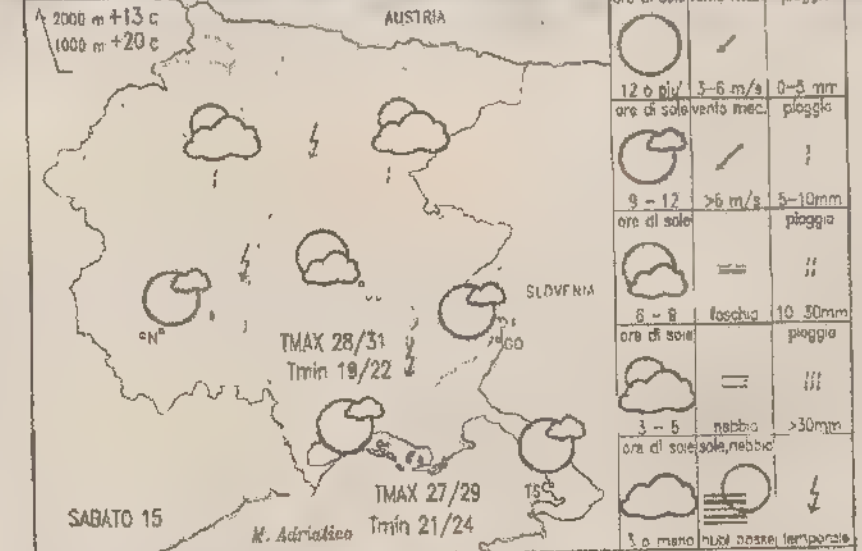 2000 m +13 c
1000 m +20 c
AUSTRIA
SLOVENIA
TMAX 28/31
Tmin 19/22
GO
TMAX 27/29
Tmin 21/24
TS
SABATO 15
M. Adriatico
12 o piu'
3-6 m/s
0-5 mm
ore di sole
vento med.
pioggia
9 - 12
>6 m/s
5-10mm
ore di sole
pioggia
6 - 8
foschia
10 30mm
ore di sole
pioggia
3 - 5
nebbia
>30mm
ore di sole
sole,nebbia
3 o meno
nubi basse
temporale